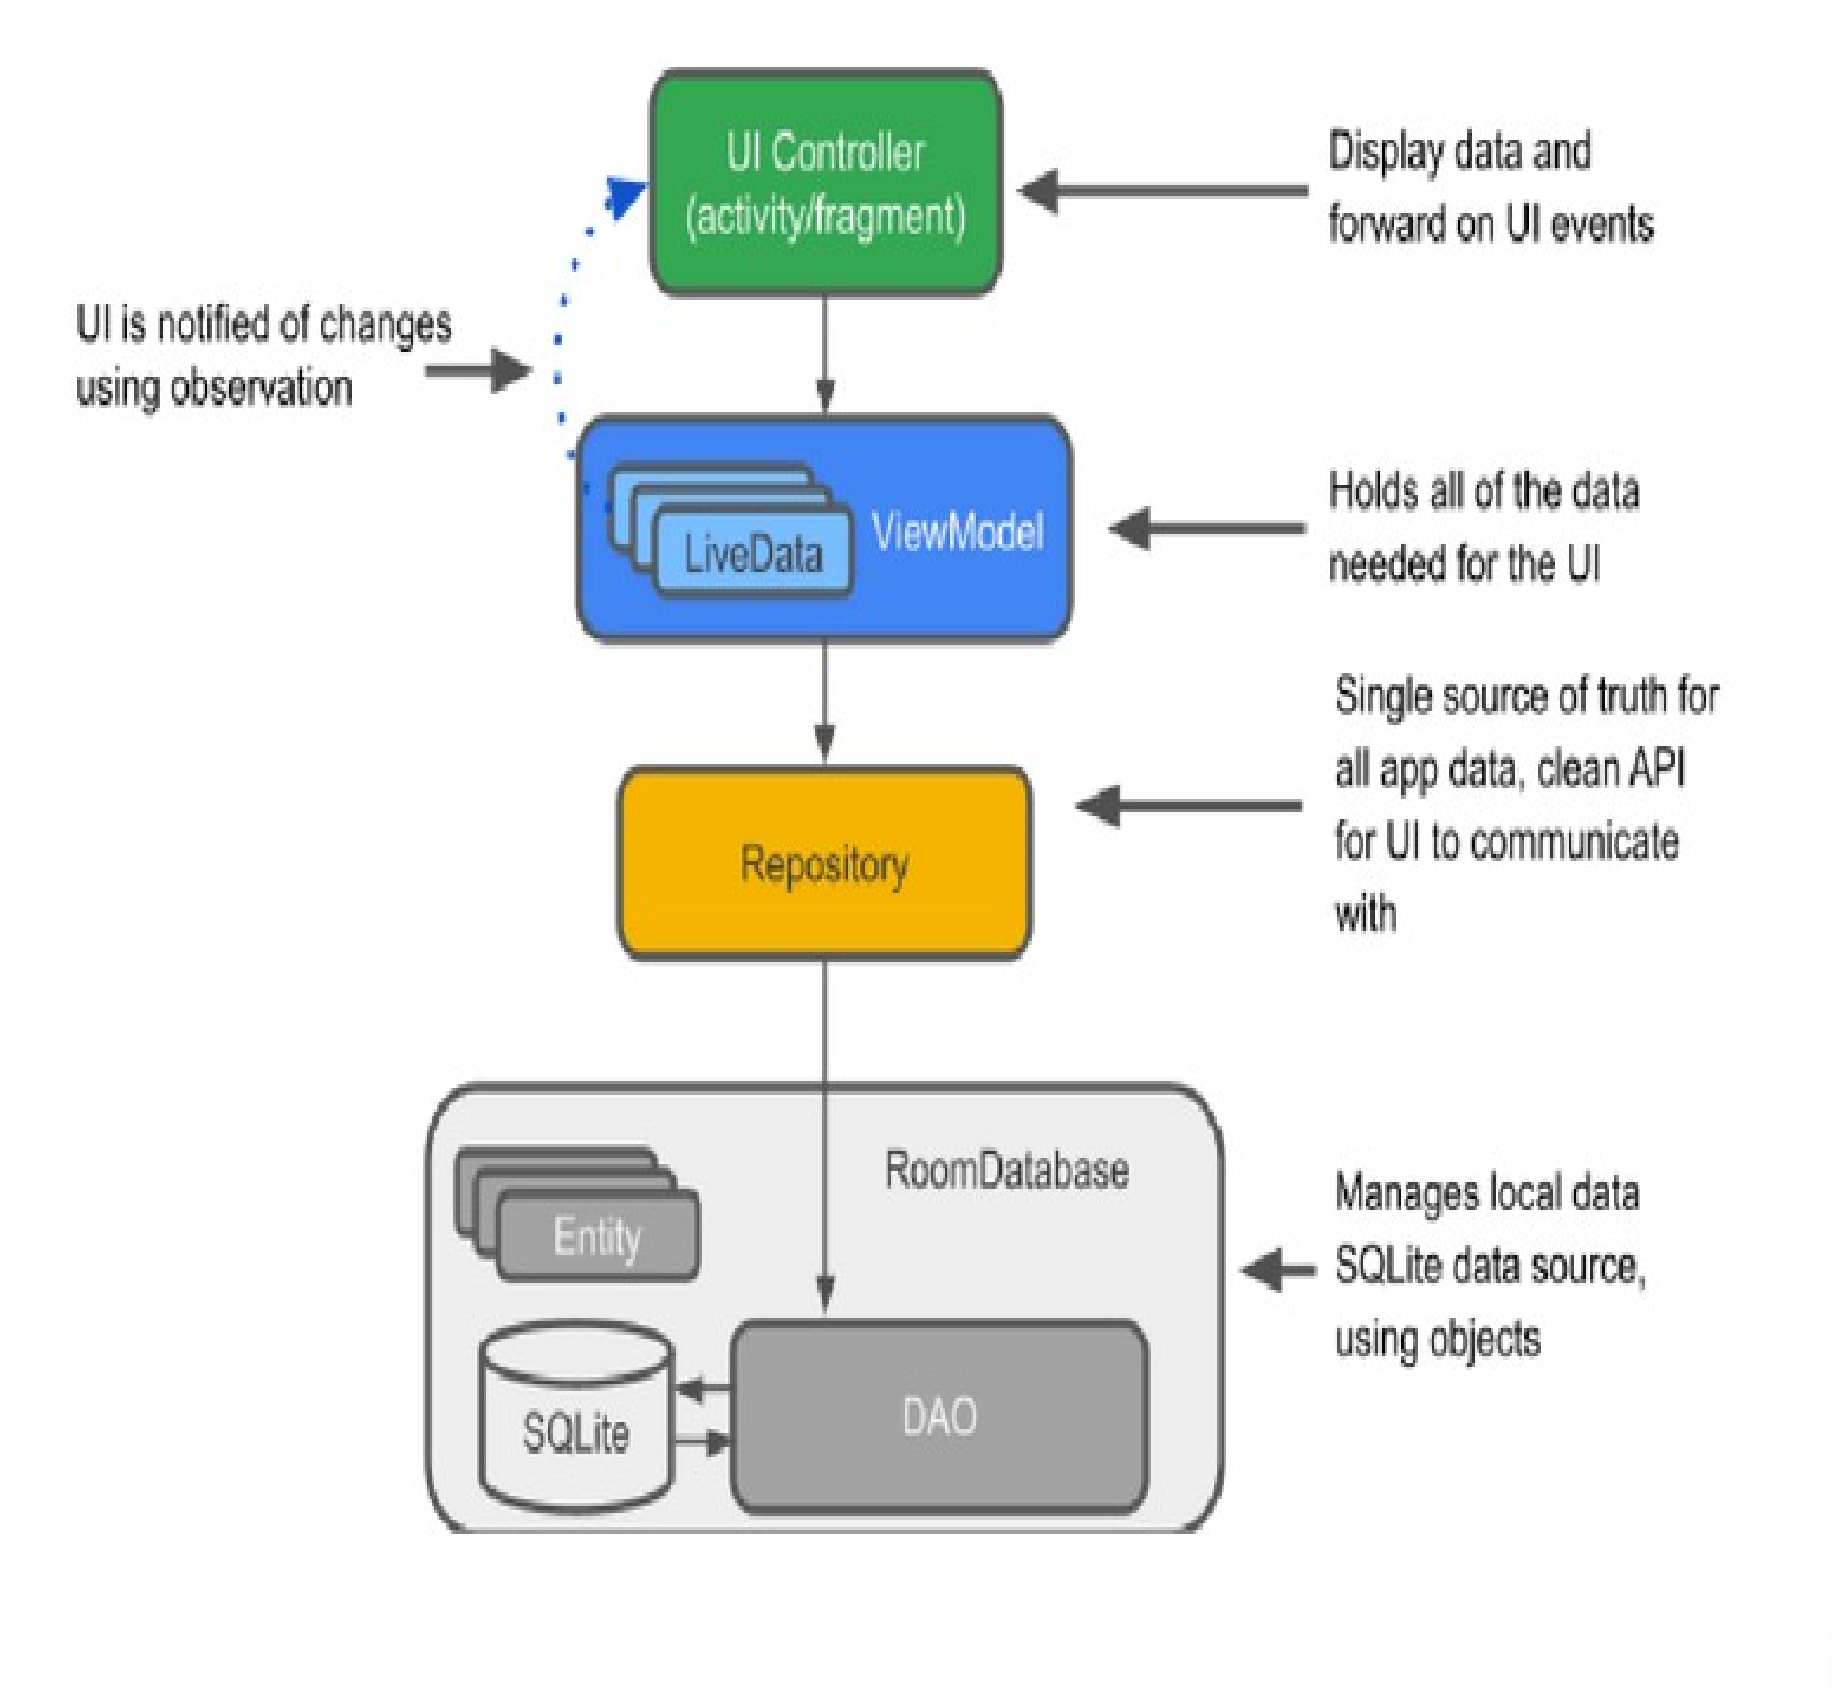 UI Controller
(activity/fragment)
Display data and
forward on UI events
UI is notified of changes
using observation
LiveData
ViewModel
Holds all of the data
needed for the UI
Single source of truth for
all app data, clean API
for UI to communicate
with
Repository
RoomDatabase
Entity
Manages local data
SQLite data source,
using objects
SQLite
DAO